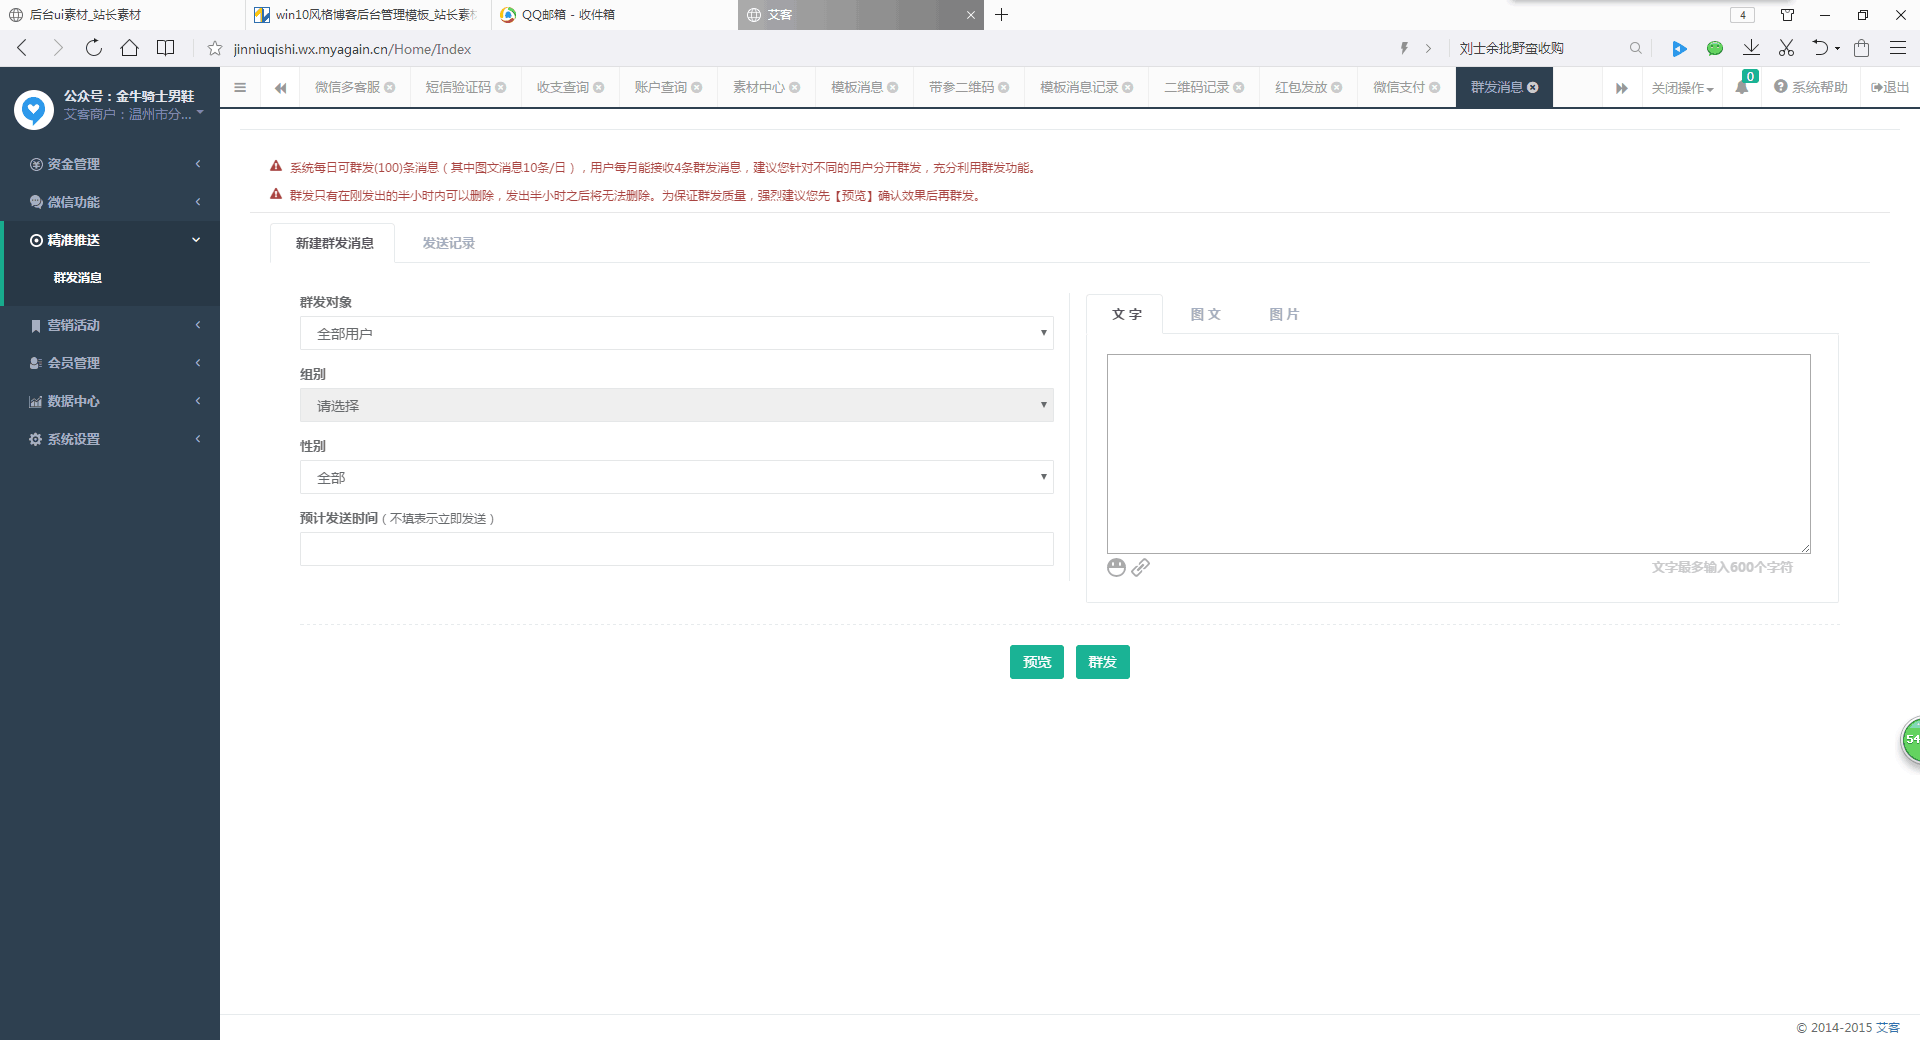 后台ui素材_站长素材
win10风格博客后台管理模板_站长素材
QQ邮箱 - 收件箱
艾客
4
jinniuqishi.wx.myagain.cn/Home/Index
刘士余批野蛮收购
公众号：金牛骑士男鞋
艾客商户：温州市分...
微信多客服
短信验证码
收支查询
账户查询
素材中心
模板消息
带参二维码
模板消息记录
二维码记录
红包发放
微信支付
群发消息
关闭操作
0
系统帮助
退出
资金管理
微信功能
精准推送
群发消息
营销活动
会员管理
数据中心
系统设置
系统每日可群发(100)条消息（其中图文消息10条/日），用户每月能接收4条群发消息，建议您针对不同的用户分开群发，充分利用群发功能。
群发只有在刚发出的半小时内可以删除，发出半小时之后将无法删除。为保证群发质量，强烈建议您先【预览】确认效果后再群发。
新建群发消息
发送记录
群发对象
全部用户
组别
请选择
性别
全部
预计发送时间（不填表示立即发送）
文 字
图 文
图 片
文字最多输入600个字符
预览
群发
54
© 2014-2015 艾客